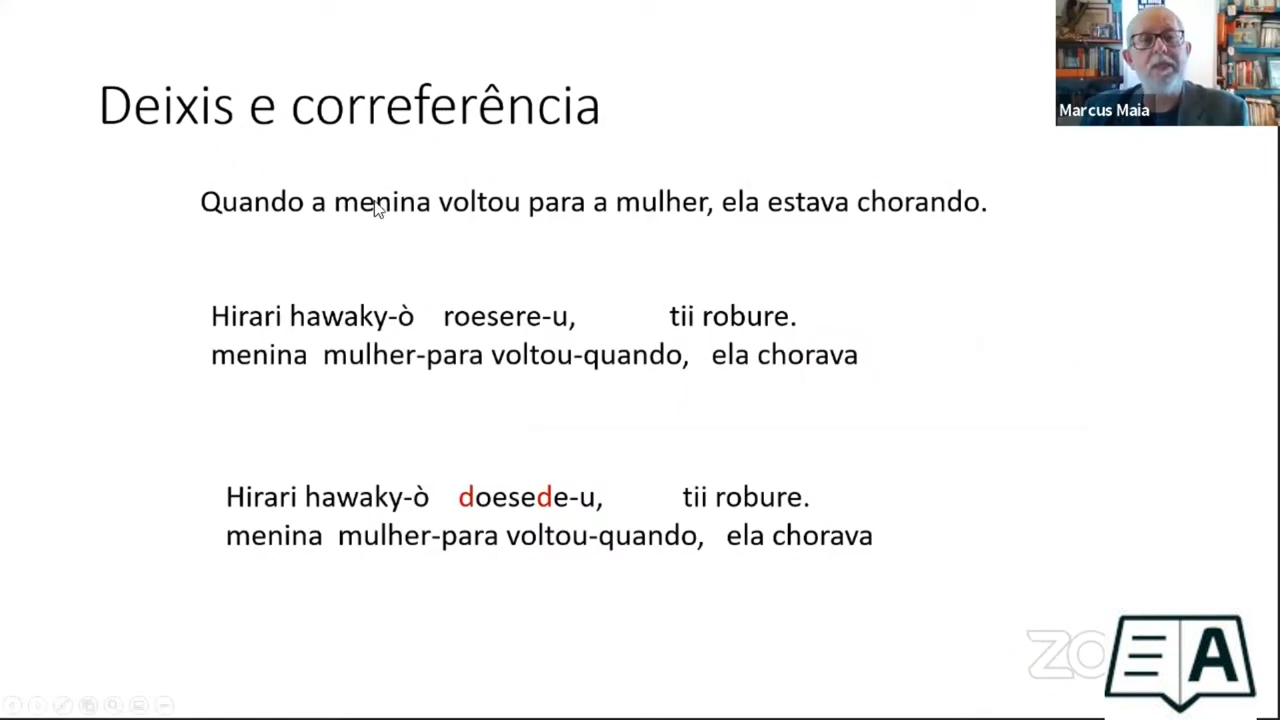 Deixis e correferência
Marcus Maia
Quando a menina voltou para a mulher, ela estava chorando.
Hirari hawaky-ò roesere-u, tii robure.
menina mulher-para voltou-quando, ela chorava
Hirari hawaky-ò doesede-u, tii robure.
menina mulher-para voltou-quando, ela chorava
ZO
A